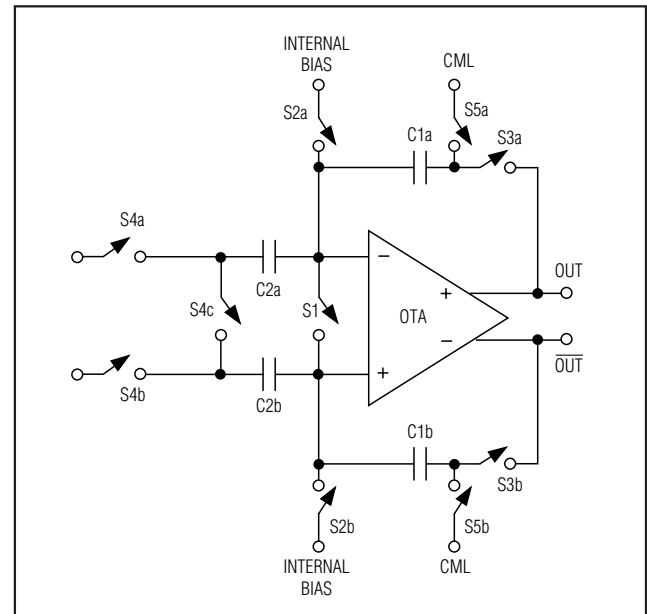 INTERNAL
BIAS
CML
S2a
S5a
C1a
S3a
S4a
C2a
S4c
S1
−
+
OTA
+
−
OUT
O̅U̅T̅
S4b
C2b
C1b
S3b
S2b
S5b
INTERNAL
BIAS
CML